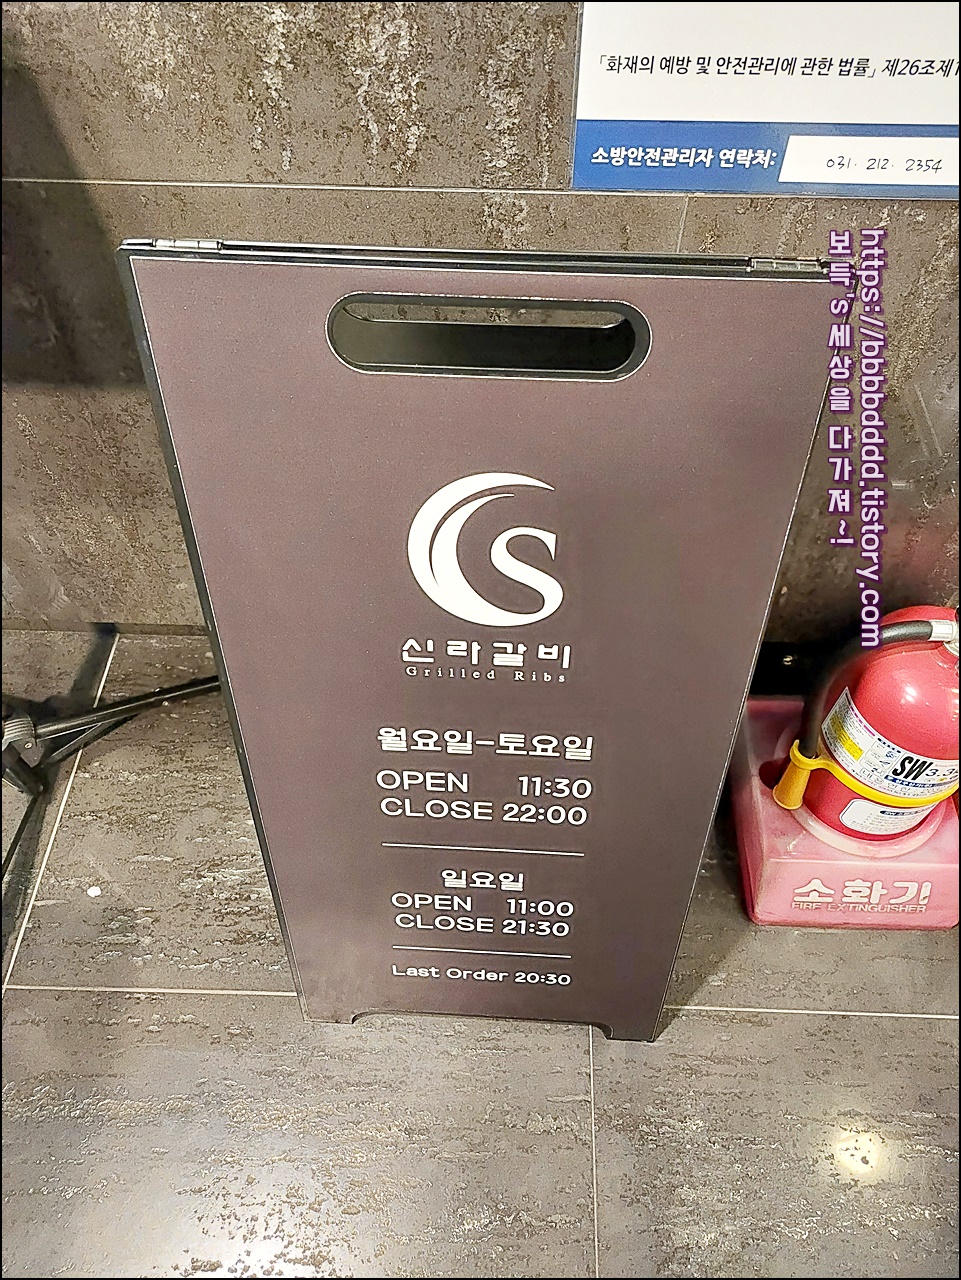 「화재의 예방 및 안전관리에 관한 법률」 제26조제1
소방안전관리자 연락처: 031. 212. 2354
https://bbbbbdddd.tistory.com
보득's세상을 다가져~!
S
신라갈비
Grilled Ribs
월요일-토요일
OPEN 11:30
CLOSE 22:00
일요일
OPEN 11:00
CLOSE 21:30
Last Order 20:30
SW
소화기
FIRE EXTINGUISHER